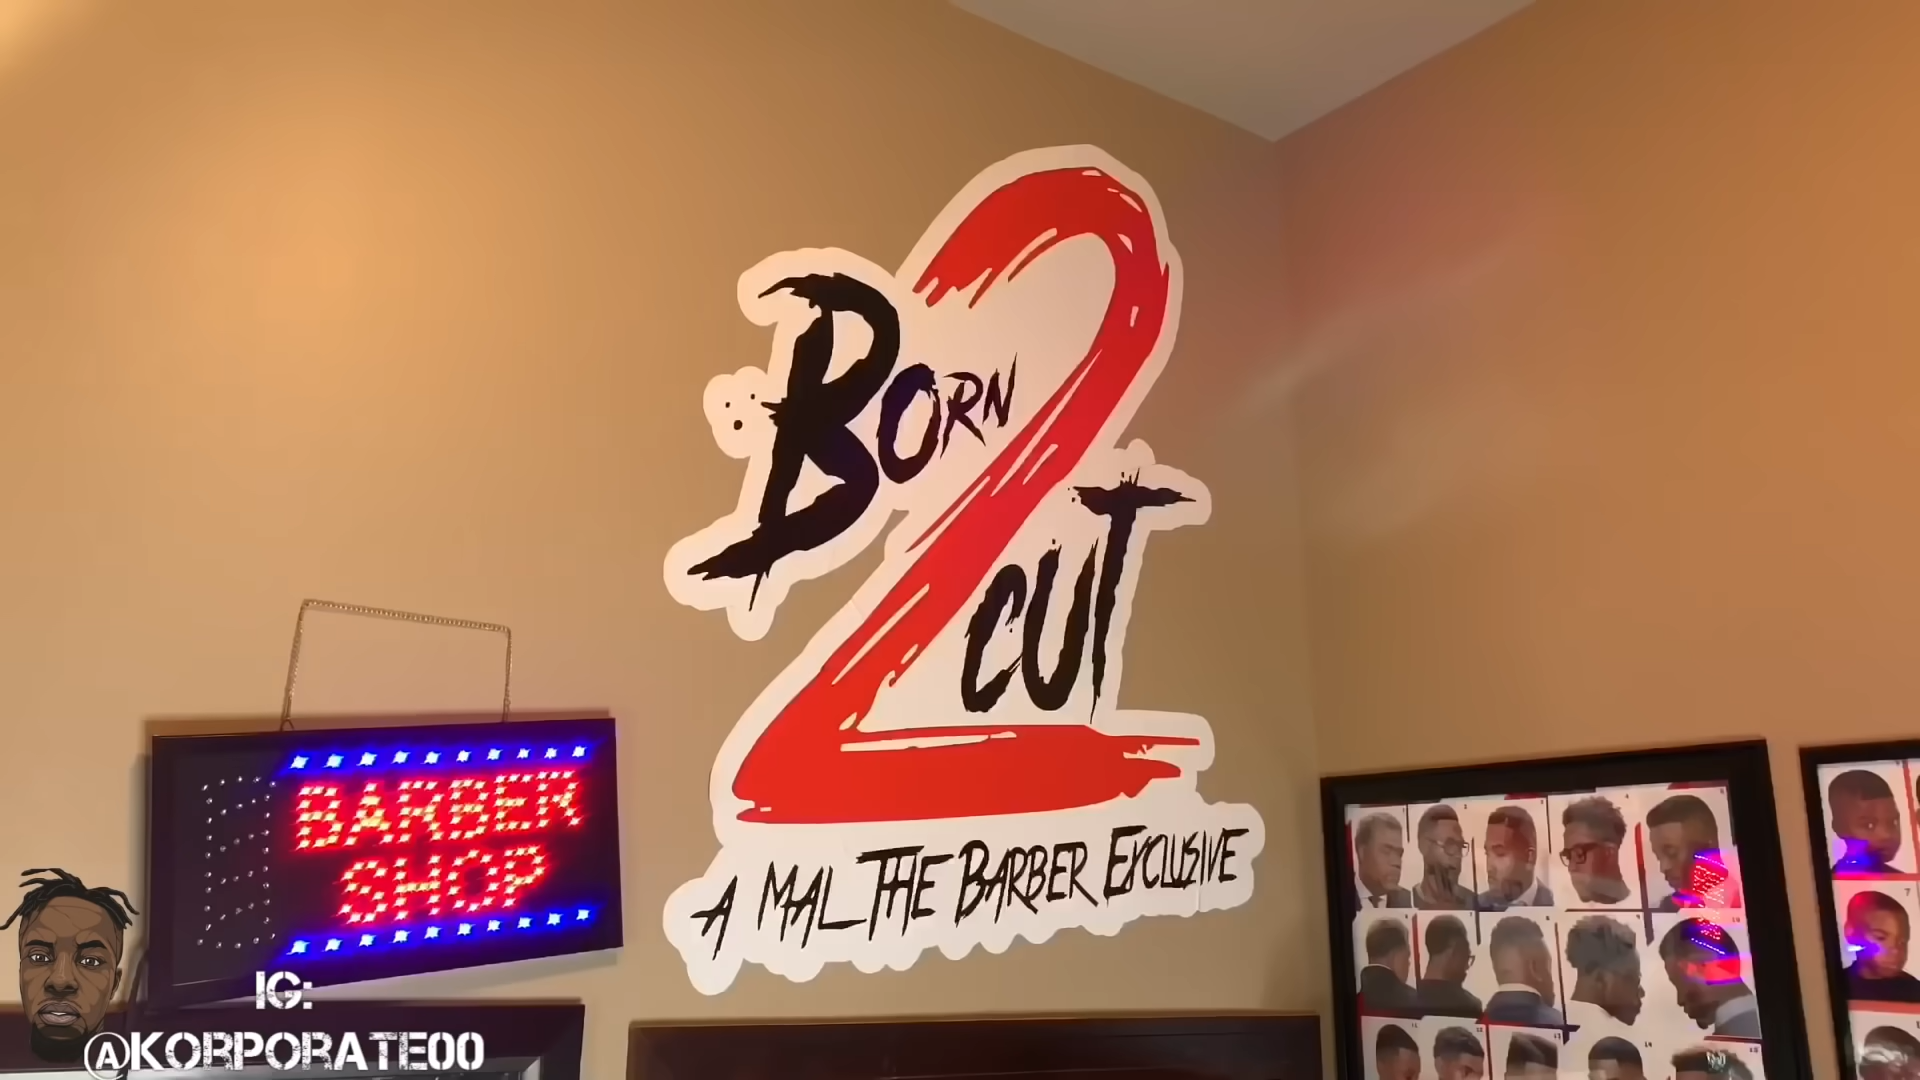 BORN
2
CUT
A MAL THE BARBER EXCLUSIVE
BARBER
SHOP
IG:
@KORPORATE00